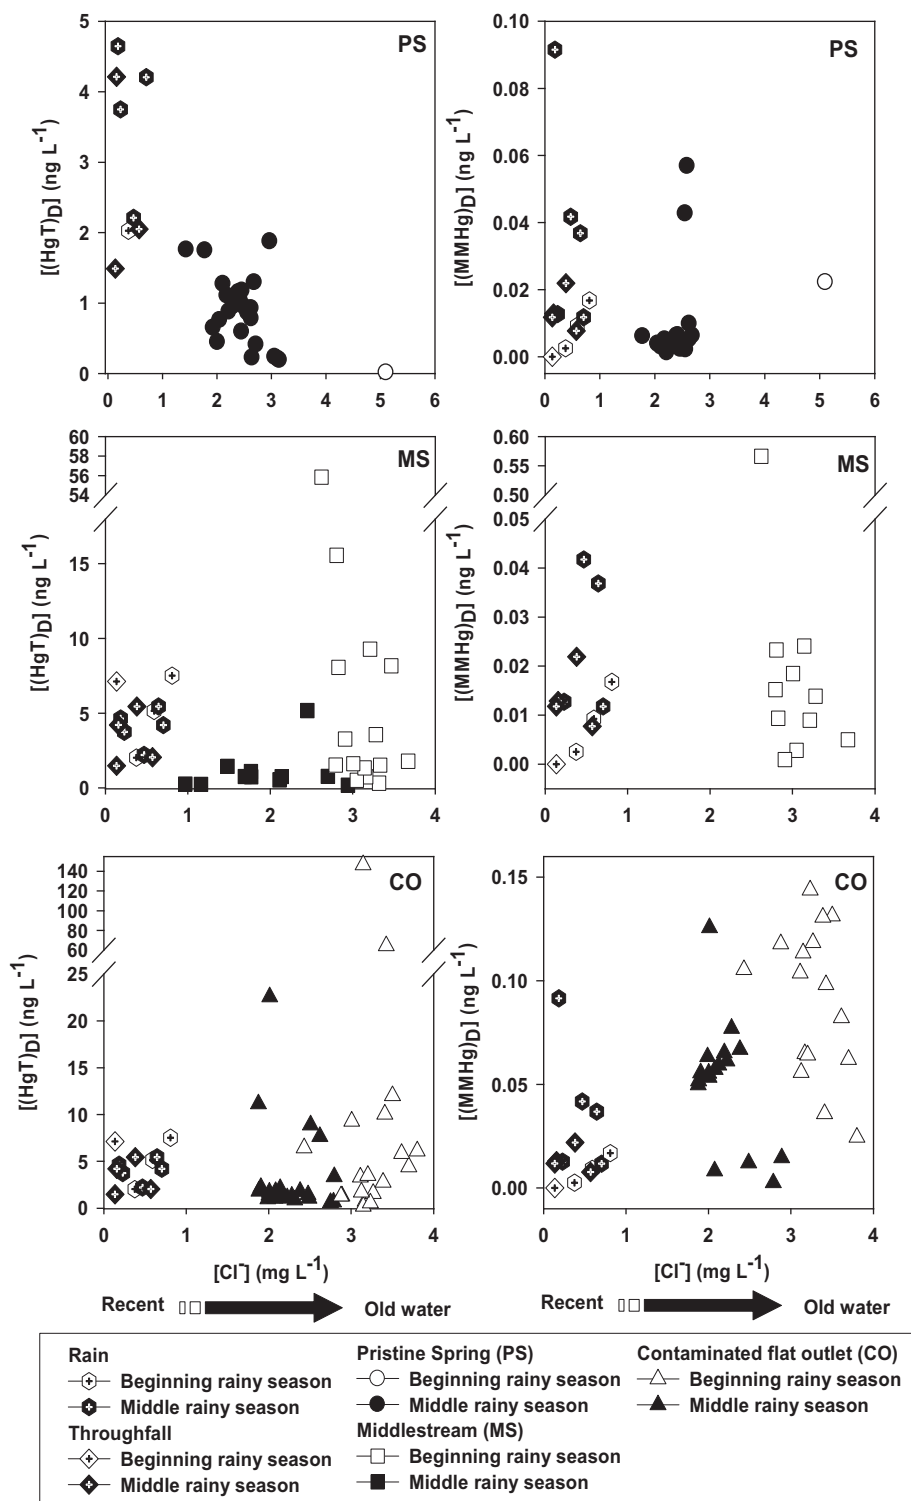 PS
[(HgT)D] (ng L-1)
5
4
3
2
1
0
0 1 2 3 4 5 6
PS
[(MMHg)D] (ng L-1)
0.10
0.08
0.06
0.04
0.02
0.00
0 1 2 3 4 5 6
MS
[(HgT)D] (ng L-1)
60
58
56
54
15
10
5
0
0 1 2 3 4
MS
[(MMHg)D] (ng L-1)
0.60
0.55
0.50
0.05
0.04
0.03
0.02
0.01
0.00
0 1 2 3 4
CO
[(HgT)D] (ng L-1)
140
120
100
80
60
25
20
15
10
5
0
0 1 2 3 4
[Cl-] (mg L-1)
CO
[(MMHg)D] (ng L-1)
0.15
0.10
0.05
0.00
0 1 2 3 4
[Cl-] (mg L-1)
Recent Old water
Recent Old water
Rain
Beginning rainy season
Middle rainy season
Throughfall
Beginning rainy season
Middle rainy season
Pristine Spring (PS)
Beginning rainy season
Middle rainy season
Middlestream (MS)
Beginning rainy season
Middle rainy season
Contaminated flat outlet (CO)
Beginning rainy season
Middle rainy season